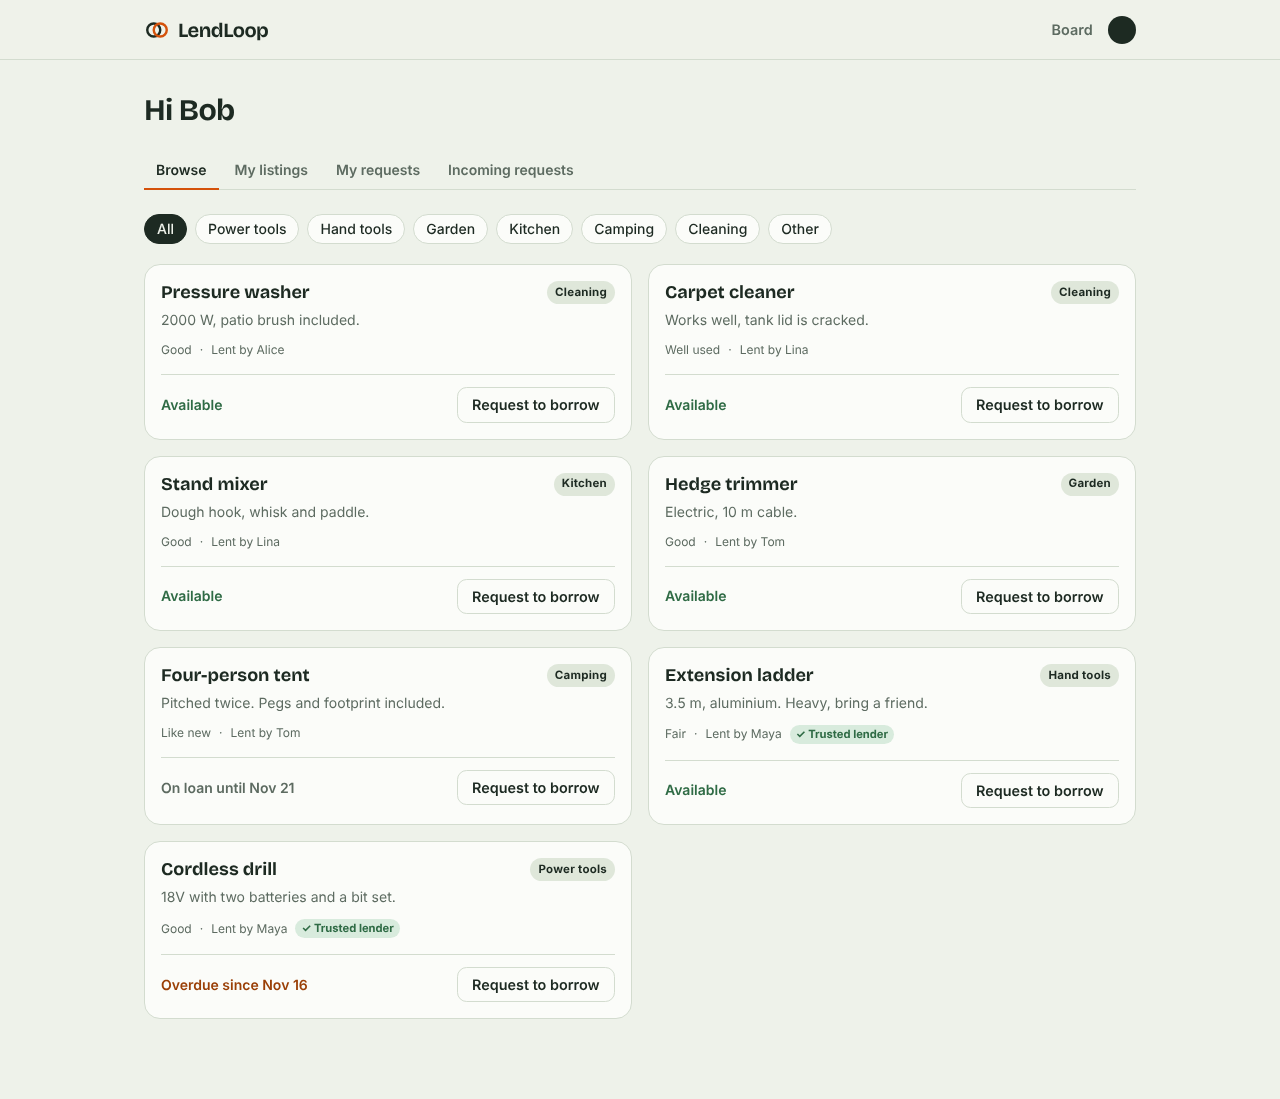 LendLoop
Board
Hi Bob
Browse My listings My requests Incoming requests
All Power tools Hand tools Garden Kitchen Camping Cleaning Other
Pressure washer Cleaning
2000 W, patio brush included.
Good · Lent by Alice
Available Request to borrow
Carpet cleaner Cleaning
Works well, tank lid is cracked.
Well used · Lent by Lina
Available Request to borrow
Stand mixer Kitchen
Dough hook, whisk and paddle.
Good · Lent by Lina
Available Request to borrow
Hedge trimmer Garden
Electric, 10 m cable.
Good · Lent by Tom
Available Request to borrow
Four-person tent Camping
Pitched twice. Pegs and footprint included.
Like new · Lent by Tom
On loan until Nov 21 Request to borrow
Extension ladder Hand tools
3.5 m, aluminium. Heavy, bring a friend.
Fair · Lent by Maya ✓ Trusted lender
Available Request to borrow
Cordless drill Power tools
18V with two batteries and a bit set.
Good · Lent by Maya ✓ Trusted lender
Overdue since Nov 16 Request to borrow